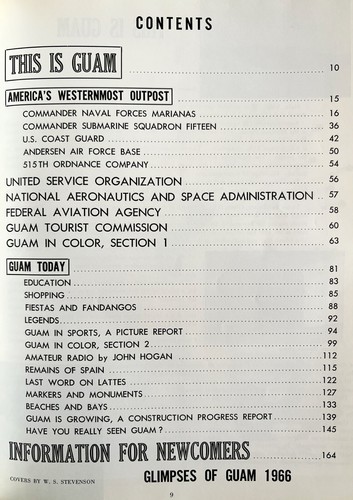 CONTENTS
THIS IS GUAM 10
AMERICA'S WESTERNMOST OUTPOST 15
COMMANDER NAVAL FORCES MARIANAS 16
COMMANDER SUBMARINE SQUADRON FIFTEEN 36
U.S. COAST GUARD 42
ANDERSEN AIR FORCE BASE 50
515TH ORDNANCE COMPANY 54
UNITED SERVICE ORGANIZATION 56
NATIONAL AERONAUTICS AND SPACE ADMINISTRATION 57
FEDERAL AVIATION AGENCY 58
GUAM TOURIST COMMISSION 60
GUAM IN COLOR, SECTION 1 63
GUAM TODAY 81
EDUCATION 83
SHOPPING 85
FIESTAS AND FANDANGOS 88
LEGENDS 92
GUAM IN SPORTS, A PICTURE REPORT 94
GUAM IN COLOR, SECTION 2 99
AMATEUR RADIO by JOHN HOGAN 112
REMAINS OF SPAIN 115
LAST WORD ON LATTES 122
MARKERS AND MONUMENTS 127
BEACHES AND BAYS 133
GUAM IS GROWING, A CONSTRUCTION PROGRESS REPORT 139
HAVE YOU REALLY SEEN GUAM? 145
INFORMATION FOR NEWCOMERS 164
COVERS BY W. S. STEVENSON
GLIMPSES OF GUAM 1966
9